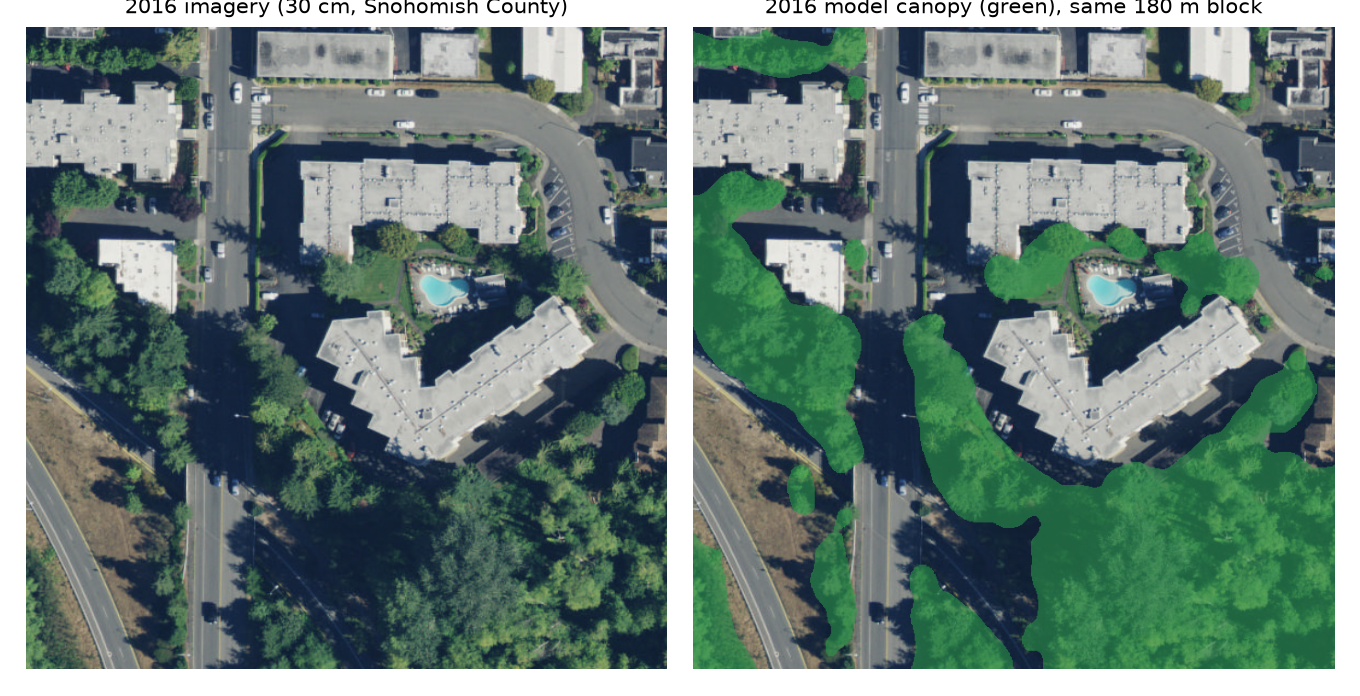 2016 imagery (30 cm, Snohomish County)
2016 model canopy (green), same 180 m block